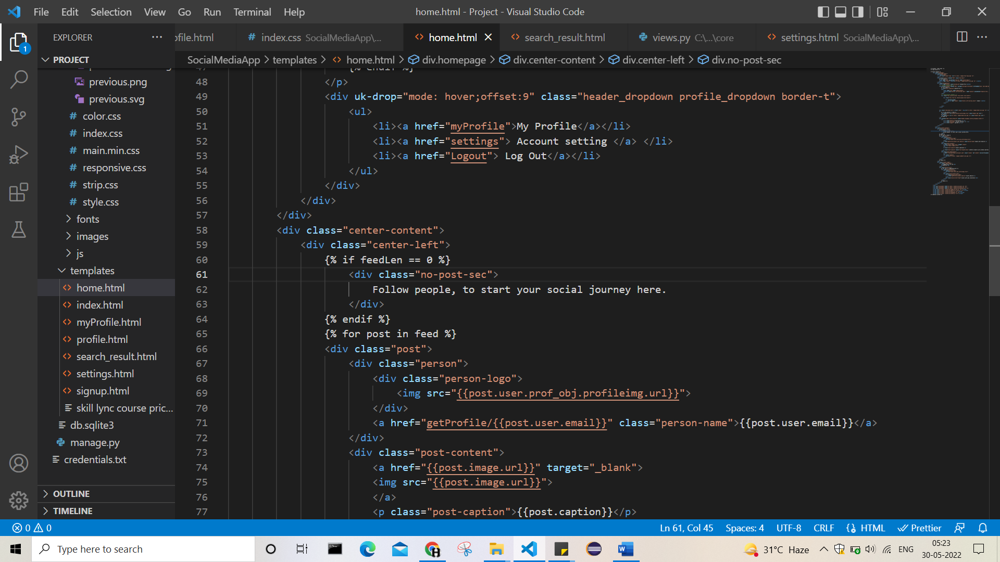 File Edit Selection View Go Run Terminal Help
home.html - Project - Visual Studio Code
EXPLORER
ofile.html
# index.css SocialMediaApp\...
<> home.html
<> search_result.html
views.py C:\...\core
<> settings.html SocialMediaApp\...
1
PROJECT
SocialMediaApp > templates > <> home.html > div.homepage > div.center-content > div.center-left > div.no-post-sec
previous.png
previous.svg
# color.css
# index.css
# main.min.css
# responsive.css
# strip.css
# style.css
> fonts
> images
> js
templates
<> home.html
<> index.html
<> myProfile.html
<> profile.html
<> search_result.html
<> settings.html
<> signup.html
skill lync course pric...
db.sqlite3
manage.py
credentials.txt
> OUTLINE
> TIMELINE
47 {% endif %}
48 </p>
49 <div uk-drop="mode: hover;offset:9" class="header_dropdown profile_dropdown border-t">
50 <ul>
51 <li><a href="myProfile">My Profile</a></li>
52 <li><a href="settings"> Account setting </a> </li>
53 <li><a href="Logout"> Log Out</a></li>
54 </ul>
55 </div>
56 </div>
57 </div>
58 <div class="center-content">
59 <div class="center-left">
60 {% if feedLen == 0 %}
61 <div class="no-post-sec">
62 Follow people, to start your social journey here.
63 </div>
64 {% endif %}
65 {% for post in feed %}
66 <div class="post">
67 <div class="person">
68 <div class="person-logo">
69 <img src="{{post.user.prof_obj.profileimg.url}}">
70 </div>
71 <a href="getProfile/{{post.user.email}}" class="person-name">{{post.user.email}}</a>
72 </div>
73 <div class="post-content">
74 <a href="{{post.image.url}}" target="_blank">
75 <img src="{{post.image.url}}">
76 </a>
77 <p class="post-caption">{{post.caption}}</p>
0 0
Ln 61, Col 45 Spaces: 4 UTF-8 CRLF HTML Prettier
Type here to search
31°C Haze
ENG
05:23
30-05-2022